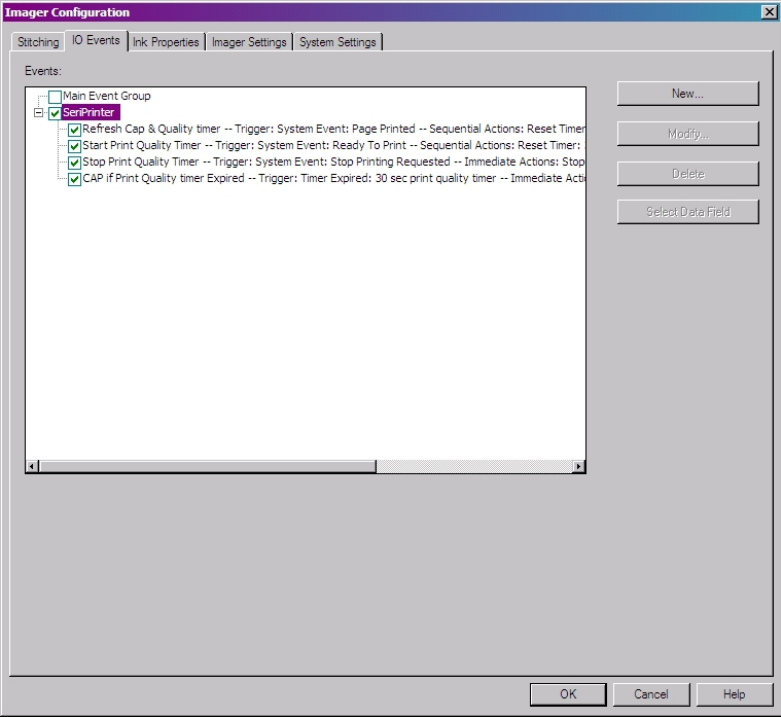 Imager Configuration
Stitching IO Events Ink Properties Imager Settings System Settings
Events:
Main Event Group
SeriPrinter
Refresh Cap & Quality timer -- Trigger: System Event: Page Printed -- Sequential Actions: Reset Timer
Start Print Quality Timer -- Trigger: System Event: Ready To Print -- Sequential Actions: Reset Timer:
Stop Print Quality Timer -- Trigger: System Event: Stop Printing Requested -- Immediate Actions: Stop
CAP if Print Quality timer Expired -- Trigger: Timer Expired: 30 sec print quality timer -- Immediate Acti
New...
Modify...
Delete
Select Data Field
OK Cancel Help